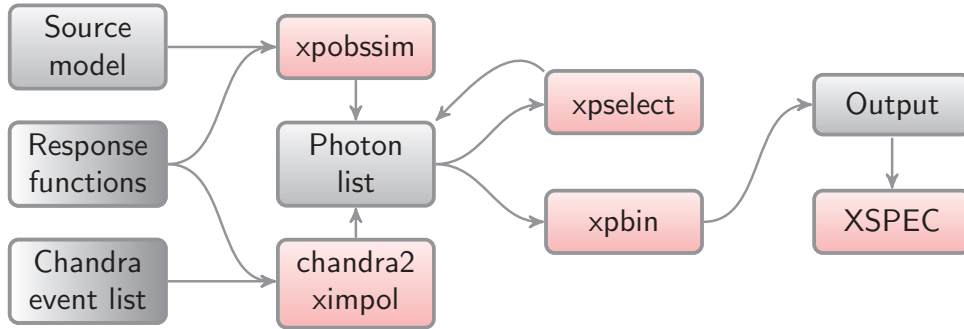 Source
model
xpobssim
Response
functions
Photon
list
xpselect
Output
xpbin
XSPEC
Chandra
event list
chandra2
ximpol